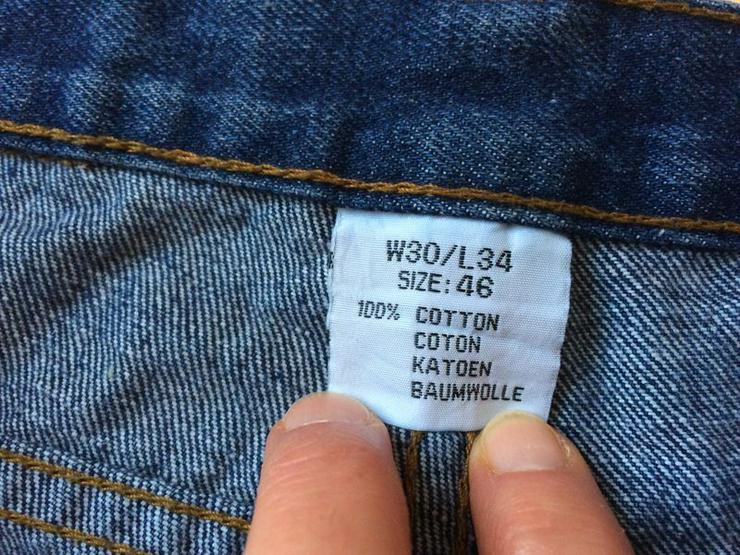 W30/L34
SIZE: 46
100% COTTON
COTON
KATOEN
BAUMWOLLE